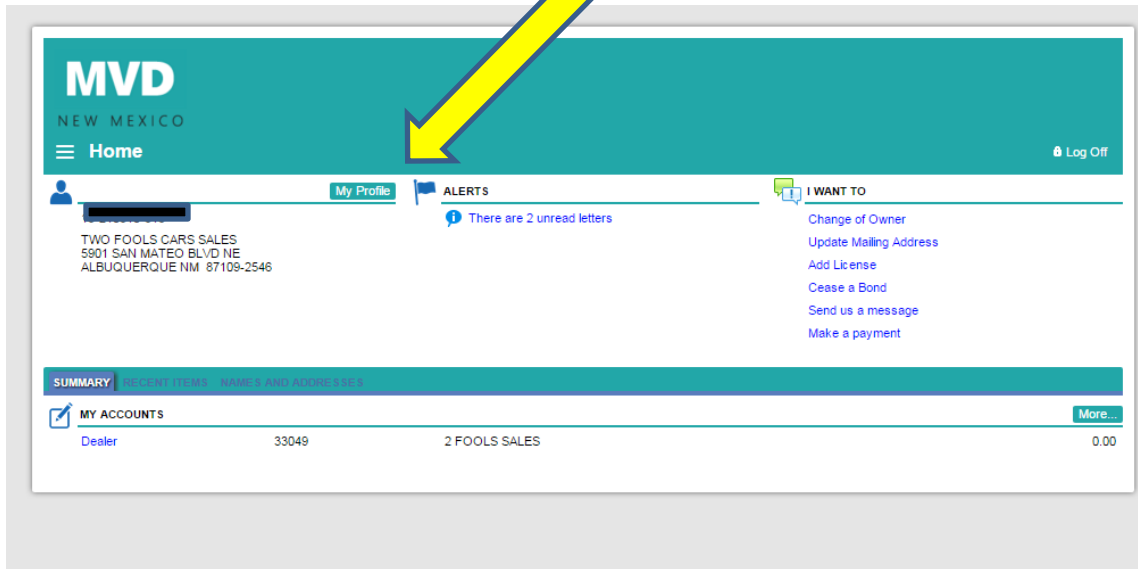 MVD
NEW MEXICO
Home
Log Off
My Profile
ALERTS
I WANT TO
There are 2 unread letters
TWO FOOLS CARS SALES
5901 SAN MATEO BLVD NE
ALBUQUERQUE NM 87109-2546
Change of Owner
Update Mailing Address
Add License
Cease a Bond
Send us a message
Make a payment
SUMMARY RECENT ITEMS NAMES AND ADDRESSES
MY ACCOUNTS More...
Dealer 33049 2 FOOLS SALES 0.00